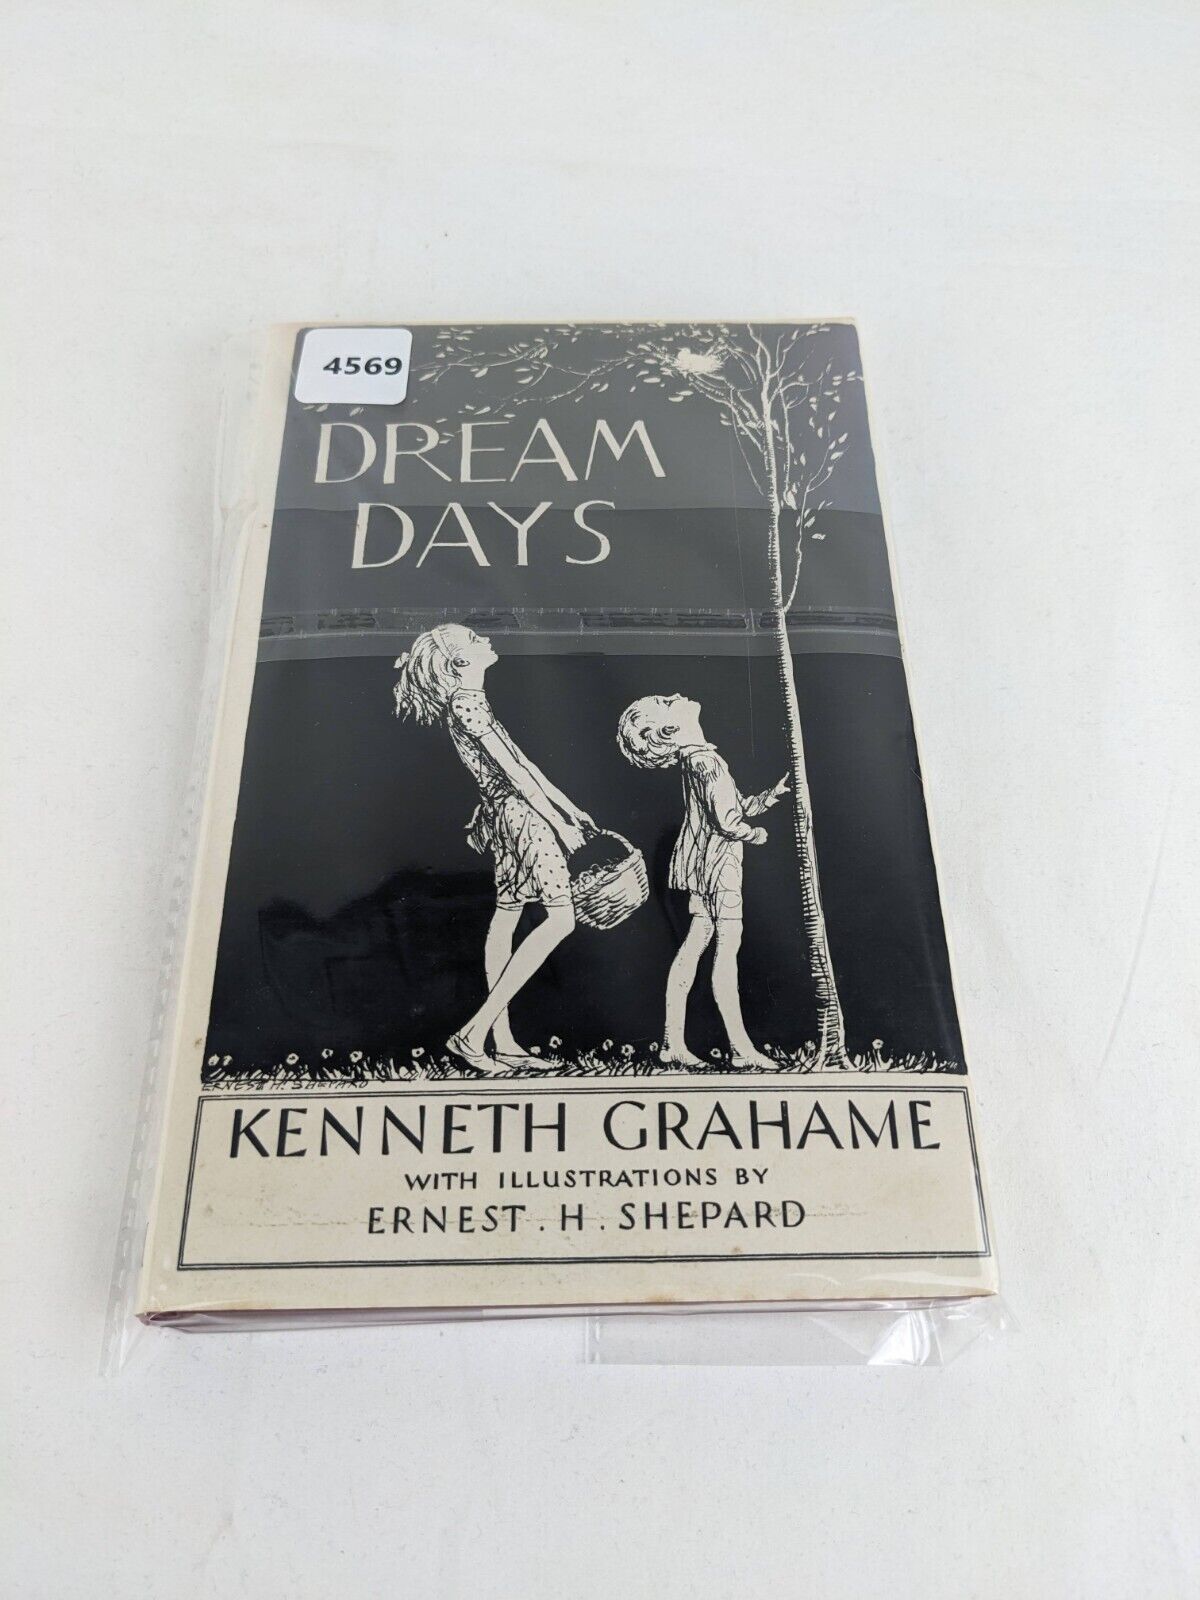 4569
DREAM
DAYS
ERNEST H. SHEPARD
KENNETH GRAHAME
WITH ILLUSTRATIONS BY
ERNEST . H . SHEPARD